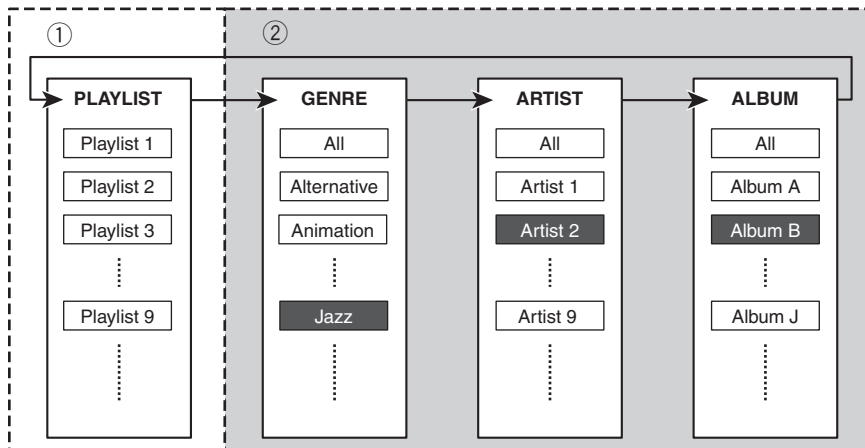 ①
②
PLAYLIST
Playlist 1
Playlist 2
Playlist 3
Playlist 9
GENRE
All
Alternative
Animation
Jazz
ARTIST
All
Artist 1
Artist 2
Artist 9
ALBUM
All
Album A
Album B
Album J